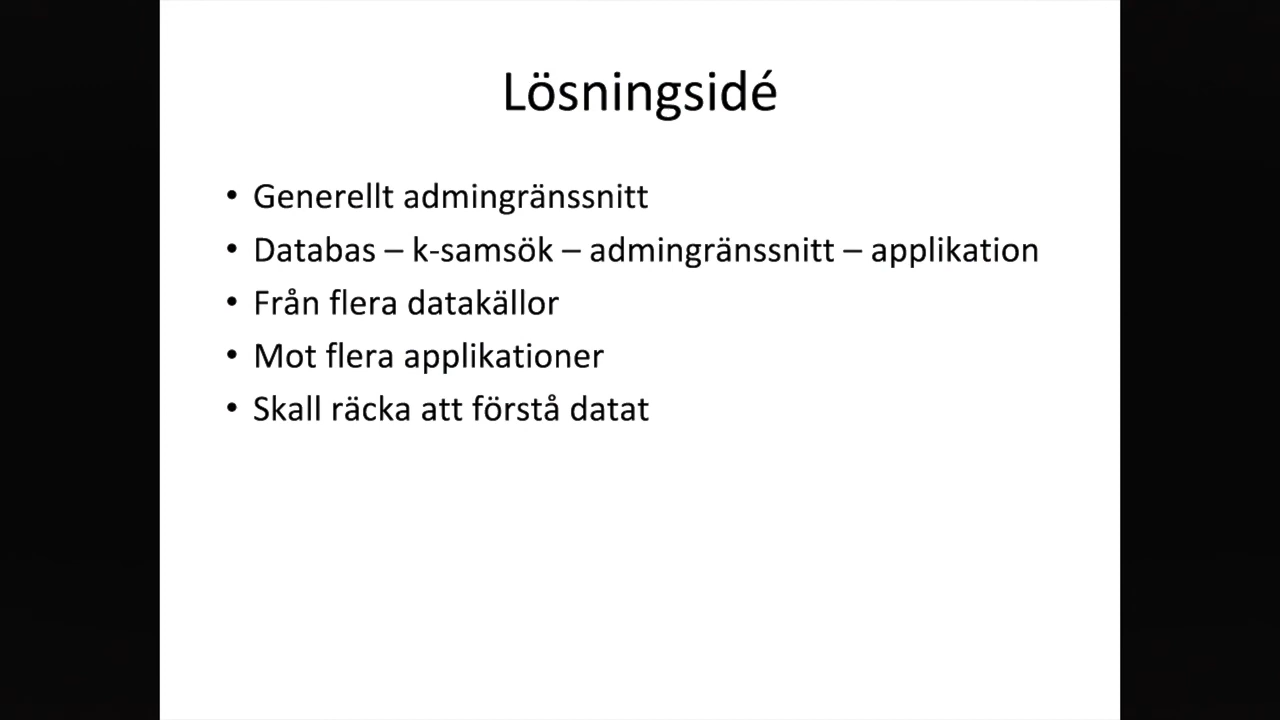 Lösningsidé
• Generellt admingränssnitt
• Databas – k-samsök – admingränssnitt – applikation
• Från flera datakällor
• Mot flera applikationer
• Skall räcka att förstå datat